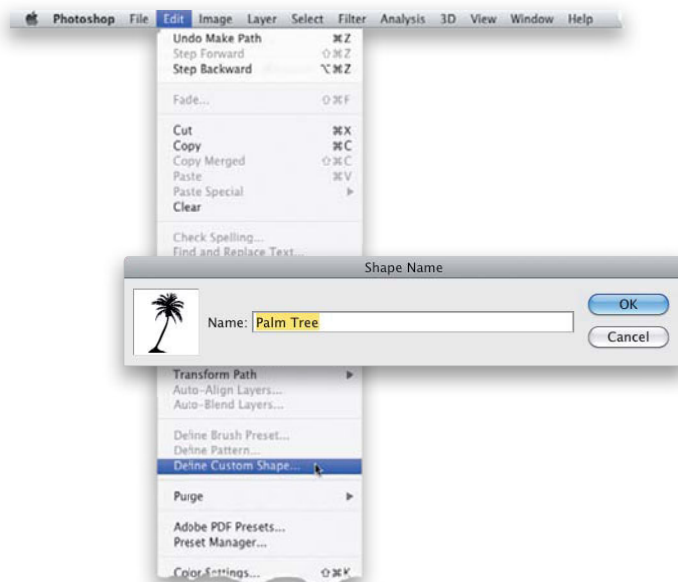 Photoshop File Edit Image Layer Select Filter Analysis 3D View Window Help
Undo Make Path ⌘Z
Step Forward ⇧⌘Z
Step Backward ⌥⌘Z
Fade... ⇧⌘F
Cut ⌘X
Copy ⌘C
Copy Merged ⇧⌘C
Paste ⌘V
Paste Special
Clear
Check Spelling...
Find and Replace Text...
Shape Name
Name: Palm Tree
OK
Cancel
Transform Path
Auto-Align Layers...
Auto-Blend Layers...
Define Brush Preset...
Define Pattern...
Define Custom Shape...
Purge
Adobe PDF Presets...
Preset Manager...
Color Settings... ⇧⌘K